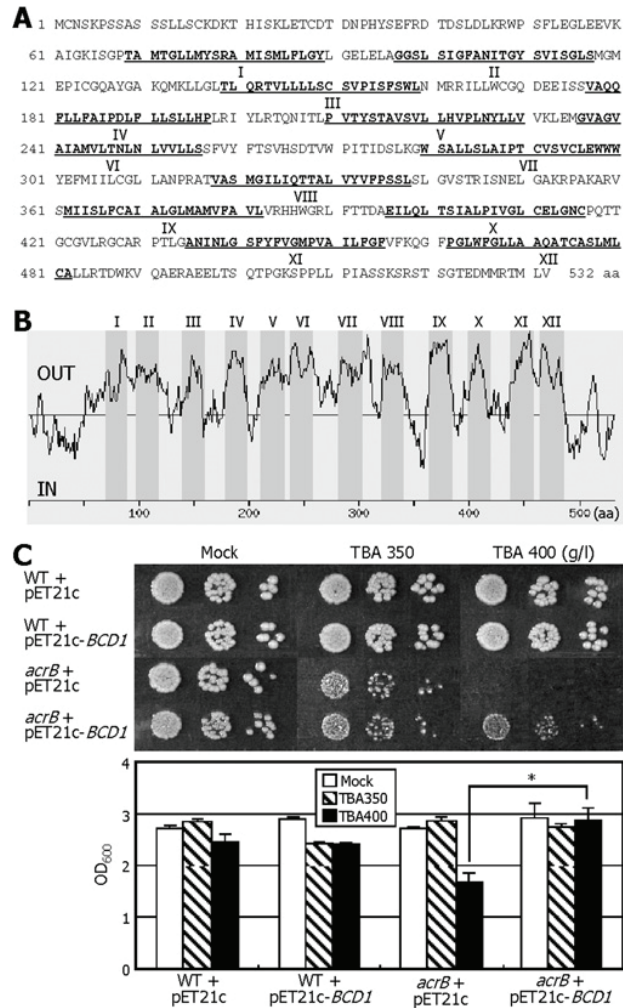 A
1 MCNSKPSSAS SSLLSCKDKT HISKLETCDT DNPHYSEFRD TDSLDLKRWP SFLEGLEEVK
61 AIGKISGPTA MTGLLMYSRA MISMLFLGYL GELELAGGSL SIGFANITGY SVISGLSMGM
I II
121 EPICGQAYGA KQMKLLGLTL QRTVLLLLSC SVPISFSWLN MRRILLWCGQ DEEISSVAQQ
III
181 FLLFAIPDLF LLSLLHPLRI YLRTQNITLP VTYSTAVSVL LHVPLNYLLV VKLEMGVAGV
IV V
241 AIAMVLTNLN LVVLLSSFVY FTSVHSDTVW PITIDSLKGW SALLSLAIPT CVSVCLEWWW
VI VII
301 YEFMIILCGL LANPRATVAS MGILIQTTAL VYVFPSSLSL GVSTRISNEL GAKRPAKARV
VIII
361 SMIISLFCAI ALGLMAMVFA VLVRHHWGRL FTTDAEILQL TSIALPIVGL CELGNCPQTT
IX X
421 GCGVLRGCAR PTLGANINLG SFYFVGMPVA ILFGFVFKQG FPGLWFGLLA AQATCASLML
XI XII
481 CALLRTDWKV QAERAEELTS QTPGKSPPLL PIASSKSRTS GTEDMMRTML V 532 aa
B
I II III IV V VI VII VIII IX X XI XII
OUT
IN
100 200 300 400 500 (aa)
C
Mock TBA 350 TBA 400 (g/l)
WT +
pET21c
WT +
pET21c-BCD1
acrB +
pET21c
acrB +
pET21c-BCD1
4
3
2
1
0
OD600
Mock
TBA350
TBA400
*
WT +
pET21c
WT +
pET21c-BCD1
acrB +
pET21c
acrB +
pET21c-BCD1